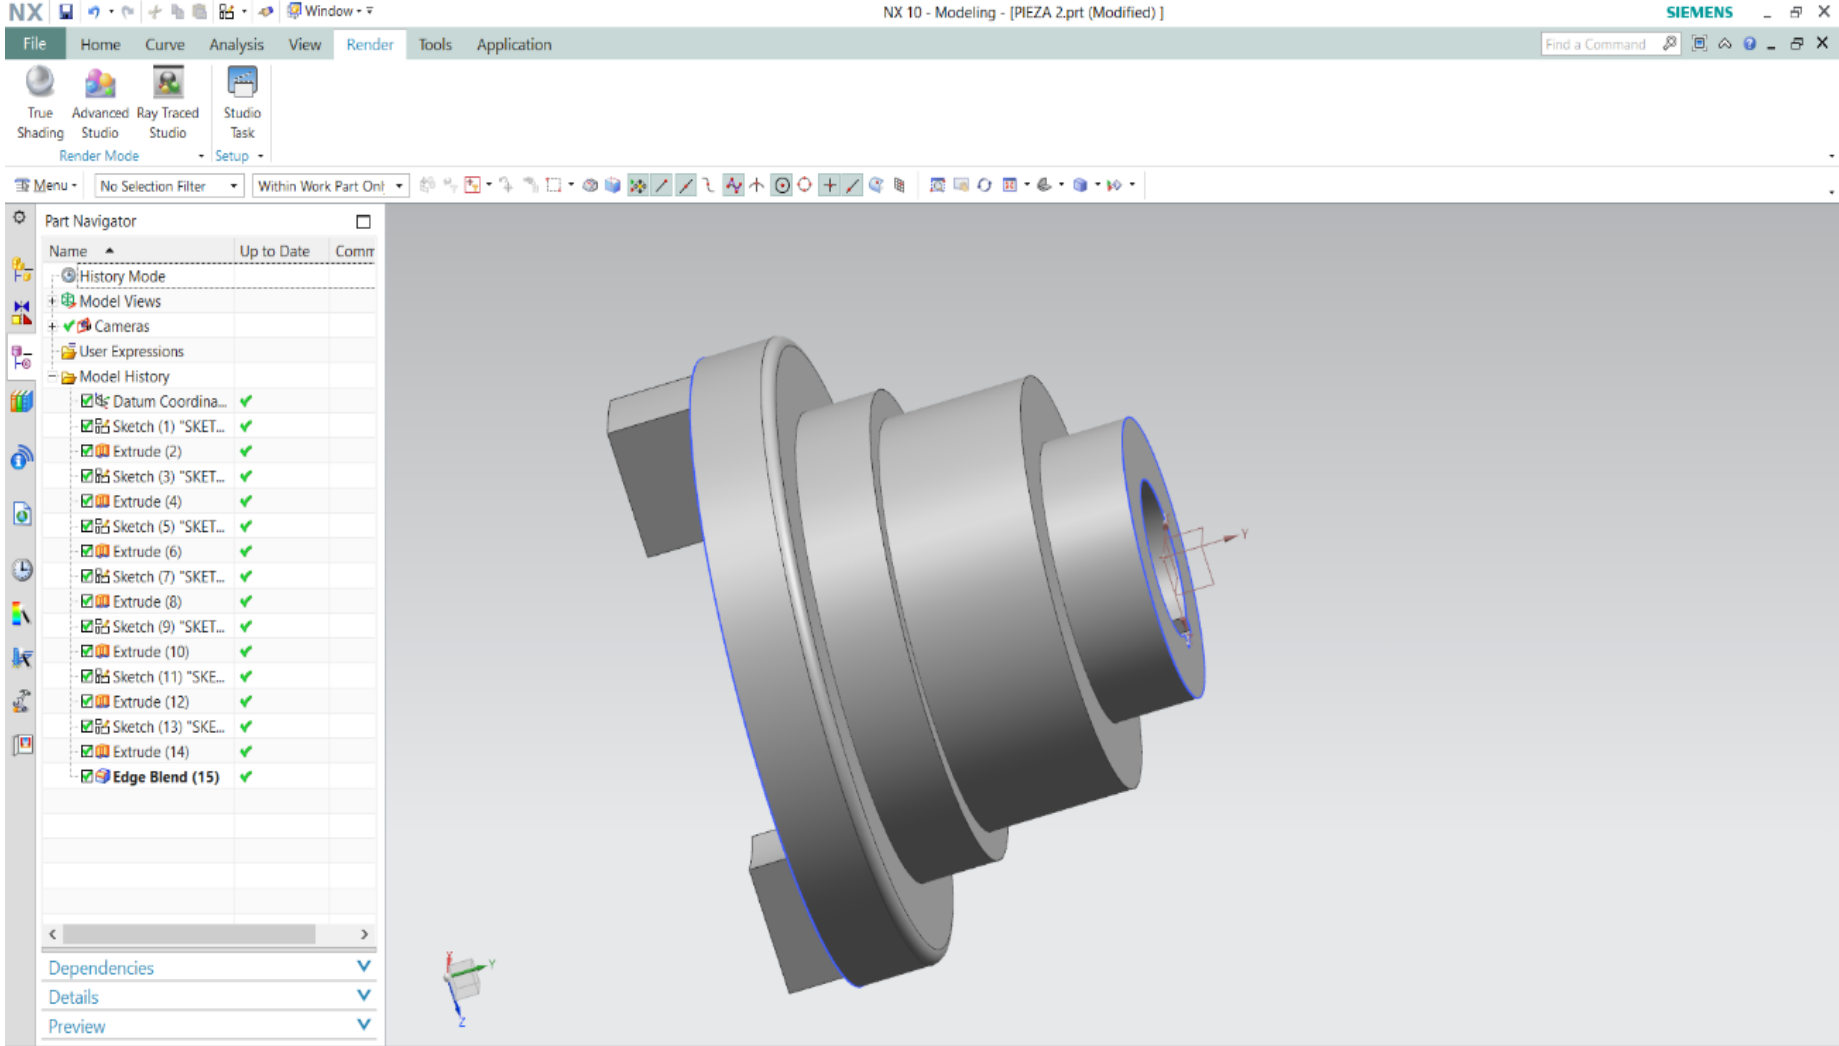 NX Window NX 10 - Modeling - [PIEZA 2.prt (Modified) ] SIEMENS
File Home Curve Analysis View Render Tools Application Find a Command
True Shading
Advanced Studio
Ray Traced Studio
Studio Task
Render Mode Setup
Menu No Selection Filter Within Work Part Onl
Part Navigator
Name Up to Date Comm
History Mode
Model Views
Cameras
User Expressions
Model History
Datum Coordina...
Sketch (1) "SKET...
Extrude (2)
Sketch (3) "SKET...
Extrude (4)
Sketch (5) "SKET...
Extrude (6)
Sketch (7) "SKET...
Extrude (8)
Sketch (9) "SKET...
Extrude (10)
Sketch (11) "SKE...
Extrude (12)
Sketch (13) "SKE...
Extrude (14)
Edge Blend (15)
Dependencies
Details
Preview
Y
Y
Z